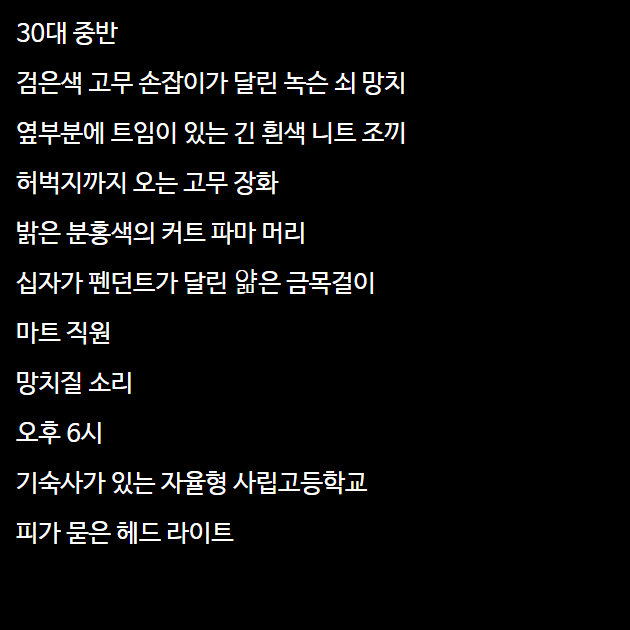 30대 중반
검은색 고무 손잡이가 달린 녹슨 쇠 망치
옆부분에 트임이 있는 긴 흰색 니트 조끼
허벅지까지 오는 고무 장화
밝은 분홍색의 커트 파마 머리
십자가 펜던트가 달린 얇은 금목걸이
마트 직원
망치질 소리
오후 6시
기숙사가 있는 자율형 사립고등학교
피가 묻은 헤드 라이트